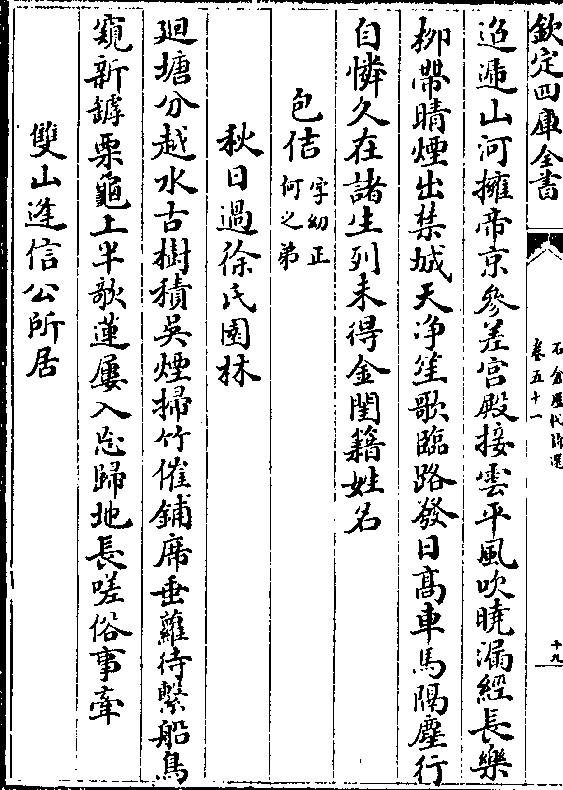 欽定四庫全書
石倉歷代詩選
卷五十一
十九
迢遞山河擁帝京參差宫殿接雲平風吹曉漏經長樂
柳帶晴煙出禁城天净笙歌臨路發日髙車馬隔塵行
自憐久在諸生列未得金閨籍姓名
包佶字幼正
何之弟
秋日過徐氏園林
廻塘分越水古樹積吳煙掃竹催鋪席垂蘿待繫船鳥
窺新罅栗龜上半欹蓮屢入忘歸地長嗟俗事牽
雙山逢信公所居